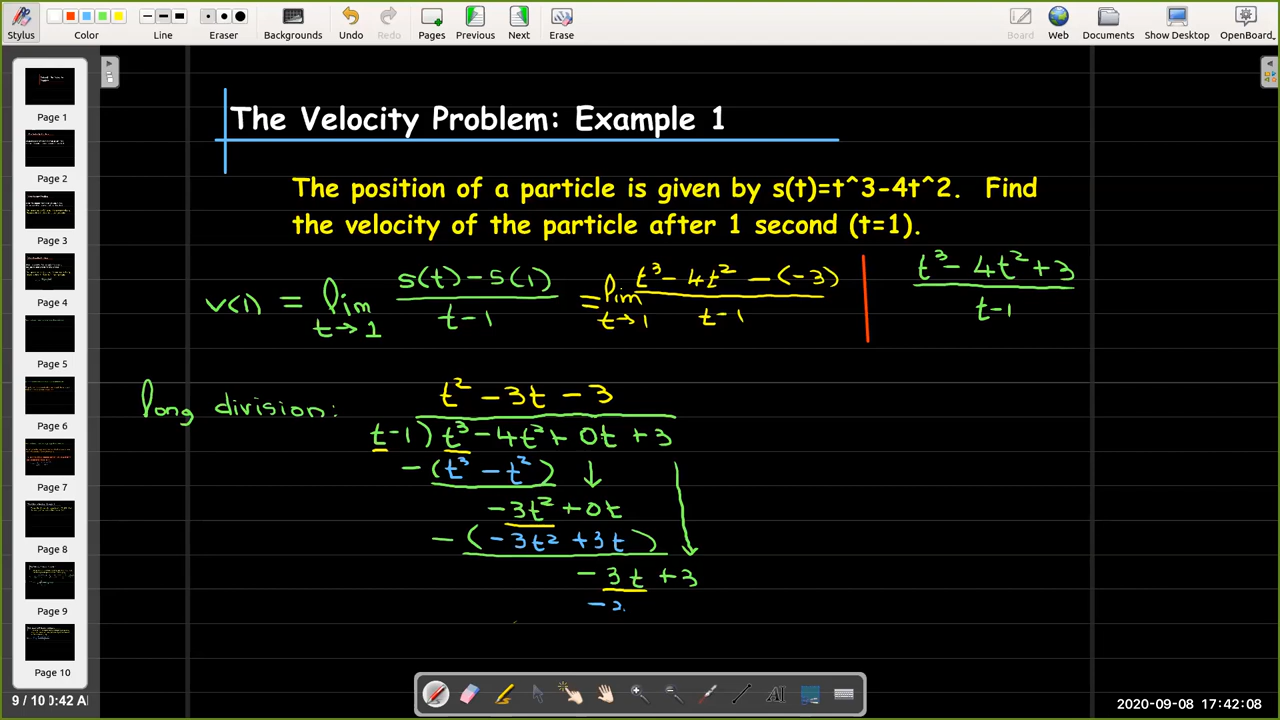 Stylus Color Line Eraser Backgrounds Undo Redo Pages Previous Next Erase Board Web Documents Show Desktop OpenBoard
Page 1
Page 2
Page 3
Page 4
Page 5
Page 6
Page 7
Page 8
Page 9
Page 10
9 / 10
The Velocity Problem: Example 1
The position of a particle is given by s(t)=t^3-4t^2. Find
the velocity of the particle after 1 second (t=1).
v(1) = lim t→1 (s(t) - s(1))/(t-1) = lim t→1 (t³ - 4t² - (-3))/(t-1) | (t³ - 4t² + 3)/(t-1)
long division:
t² - 3t - 3
t-1) t³ - 4t² + 0t + 3
-(t³ - t²)
-3t² + 0t
-(-3t² + 3t)
-3t + 3
2020-09-08 17:42:08